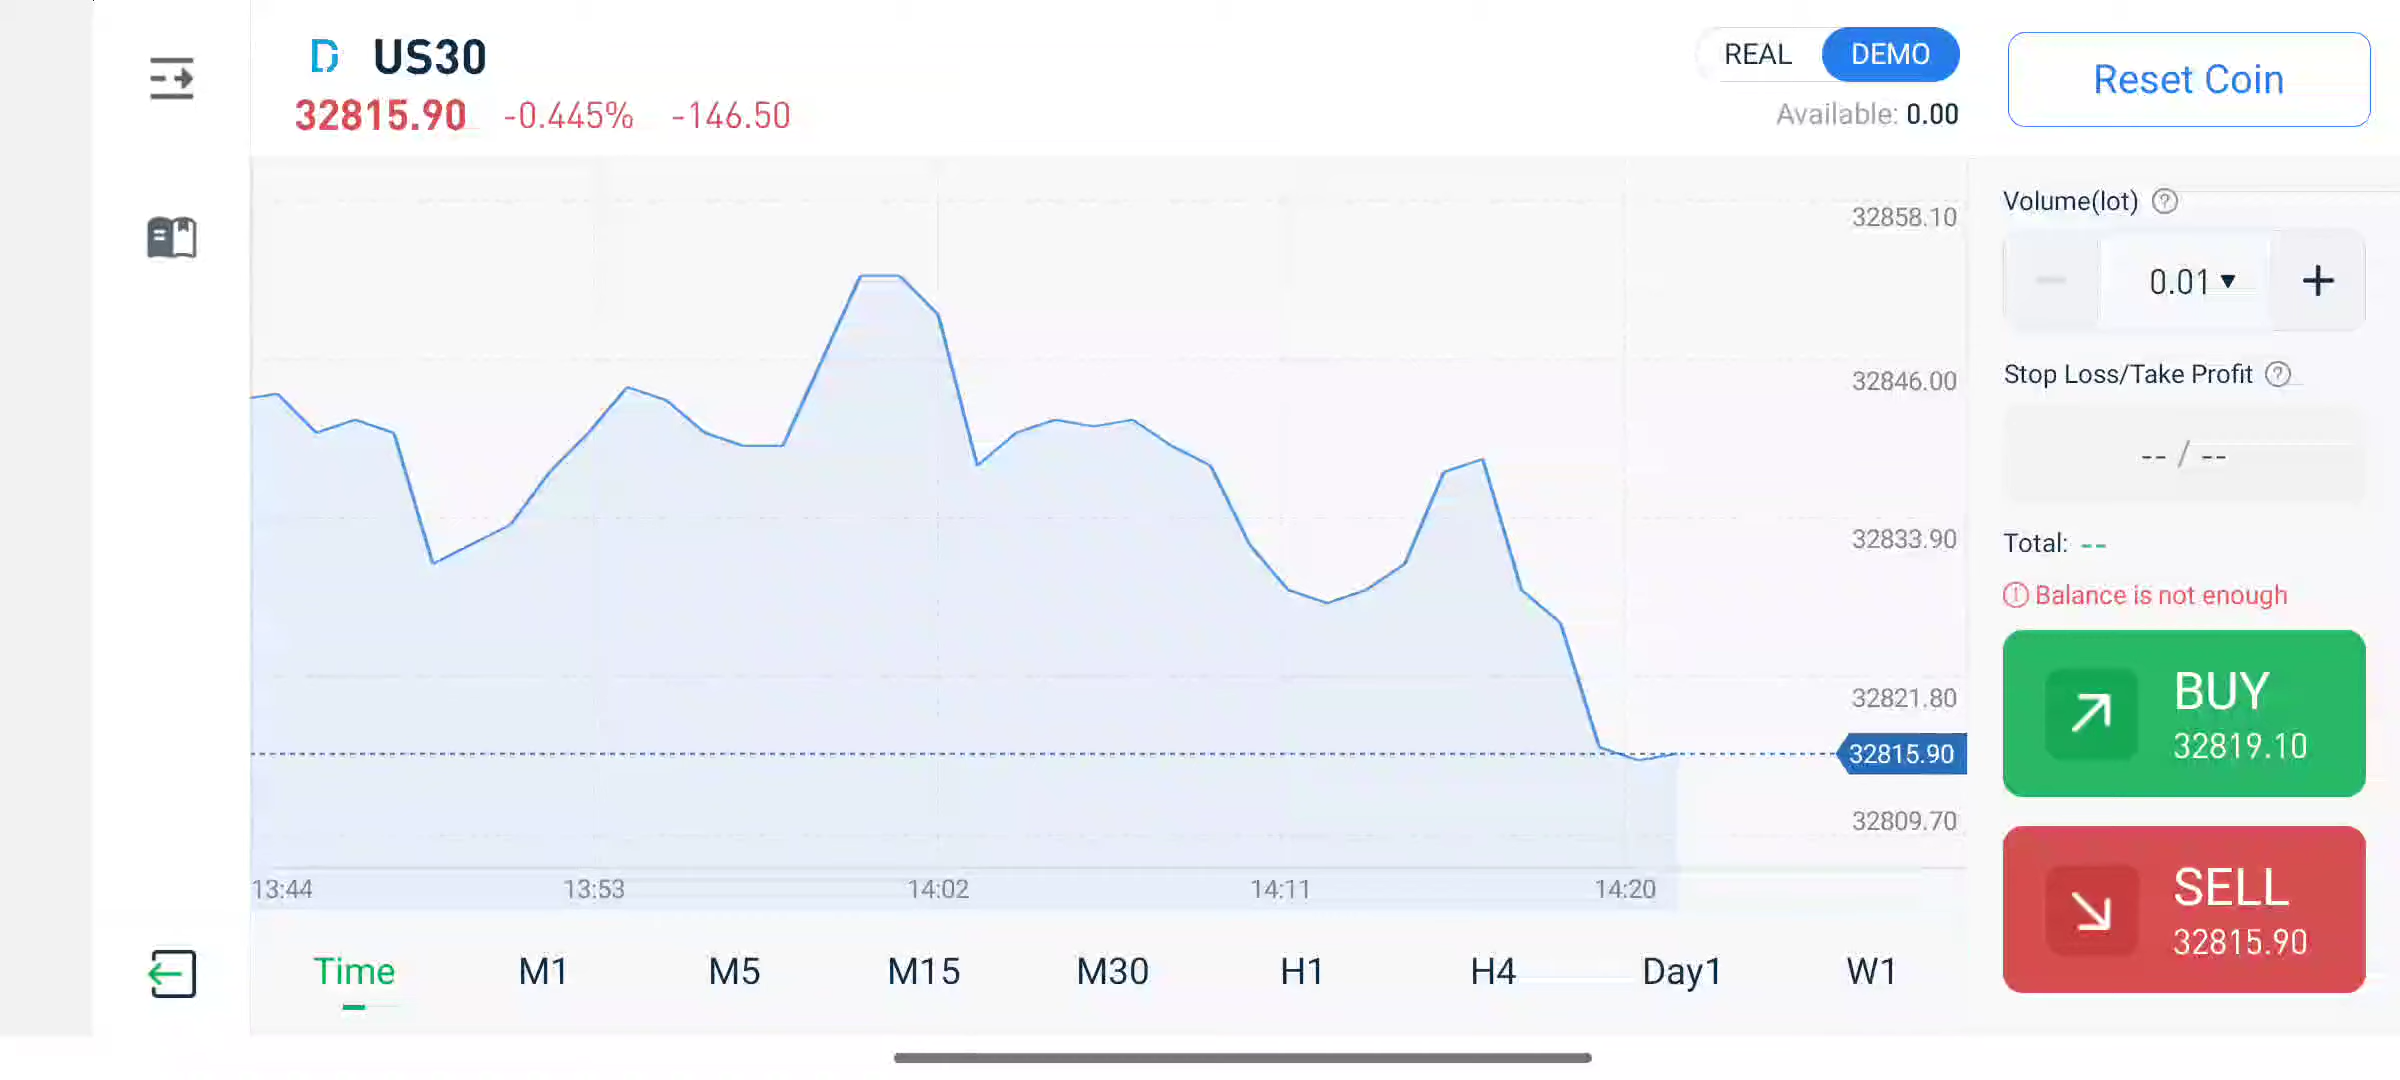 US30
32815.90 -0.445% -146.50
REAL DEMO
Available: 0.00
Reset Coin
32858.10
32846.00
32833.90
32821.80
32815.90
32809.70
13:44 13:53 14:02 14:11 14:20
Time M1 M5 M15 M30 H1 H4 Day1 W1
Volume(lot) ?
− 0.01 ▼ +
Stop Loss/Take Profit ?
-- / --
Total: --
Balance is not enough
BUY
32819.10
SELL
32815.90